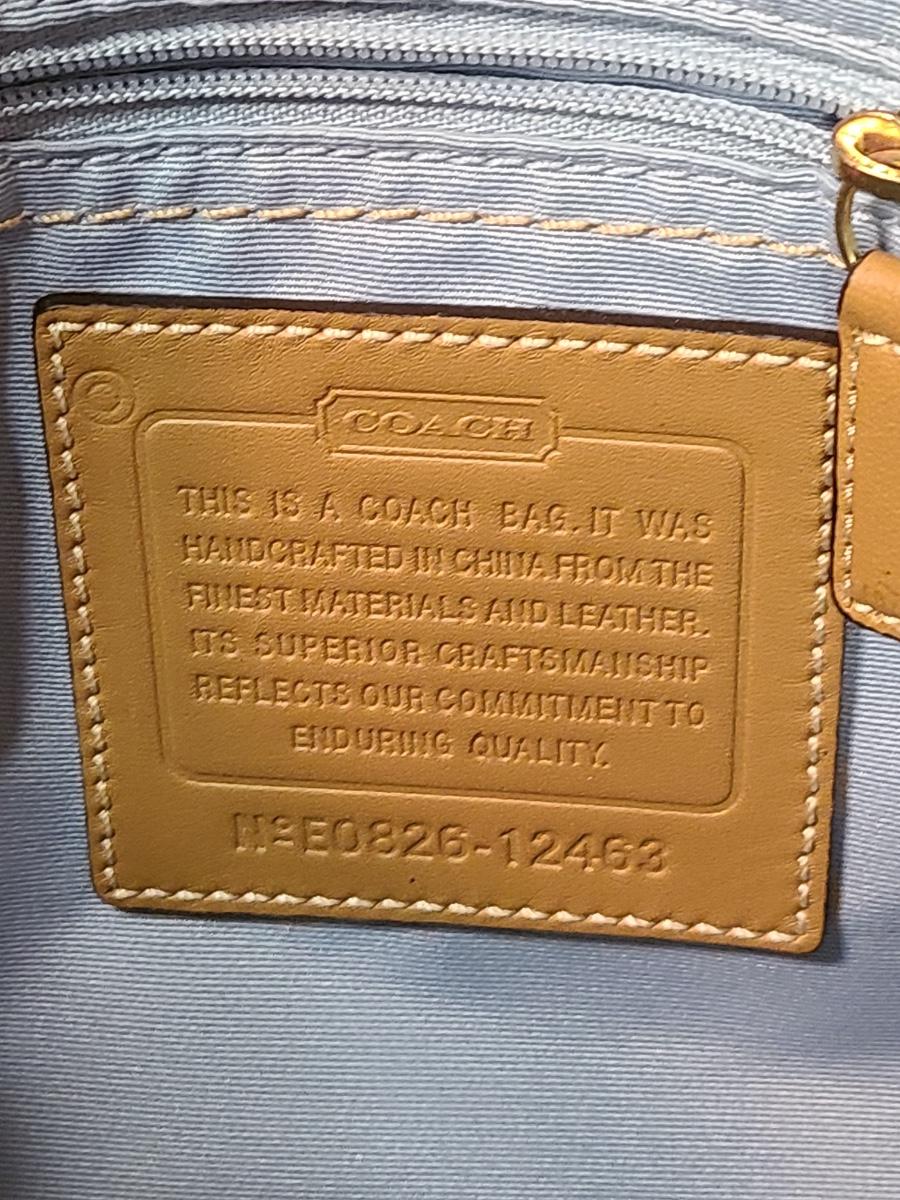 ©
COACH
THIS IS A COACH BAG. IT WAS
HANDCRAFTED IN CHINA FROM THE
FINEST MATERIALS AND LEATHER.
ITS SUPERIOR CRAFTSMANSHIP
REFLECTS OUR COMMITMENT TO
ENDURING QUALITY.
Nº E0826-12463